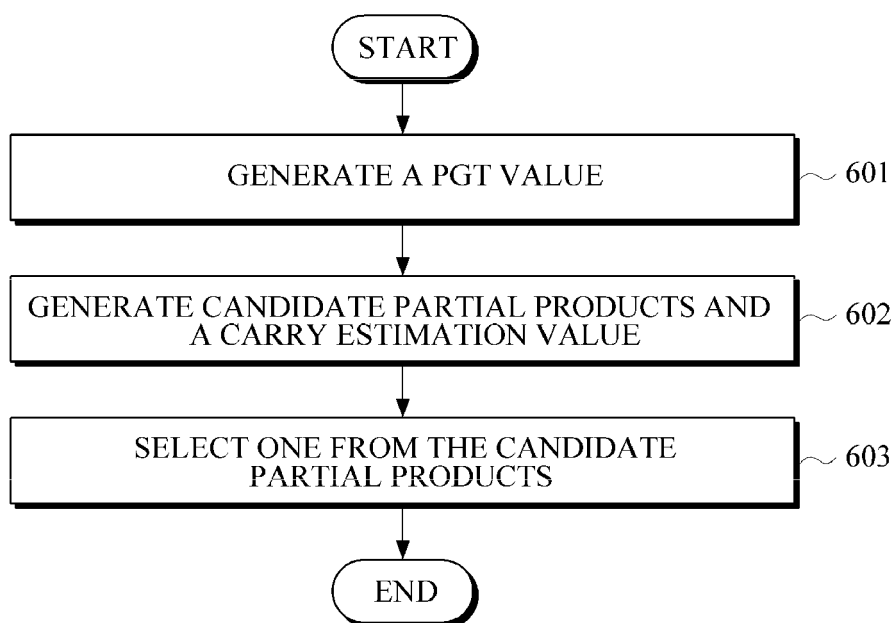 START
GENERATE A PGT VALUE
601
GENERATE CANDIDATE PARTIAL PRODUCTS AND
A CARRY ESTIMATION VALUE
602
SELECT ONE FROM THE CANDIDATE
PARTIAL PRODUCTS
603
END